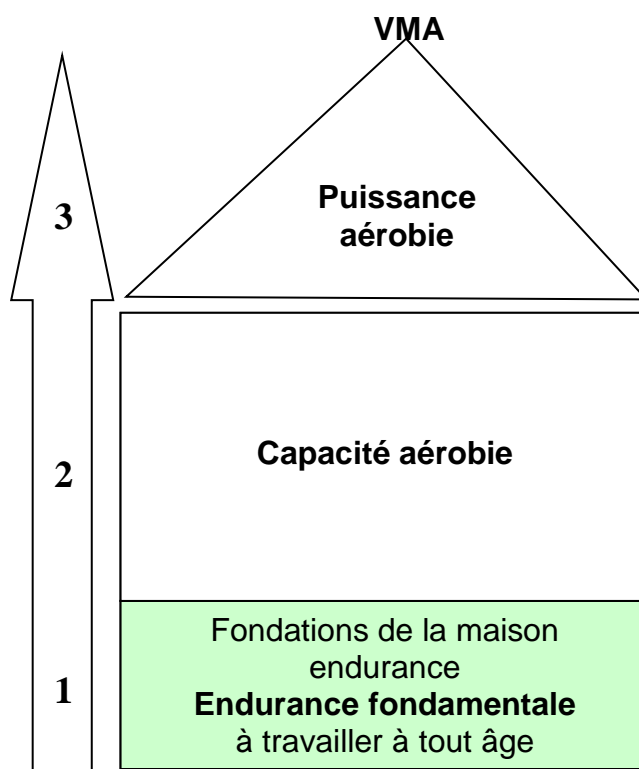 VMA
3
Puissance
aérobie
2
Capacité aérobie
1
Fondations de la maison
endurance
Endurance fondamentale
à travailler à tout âge